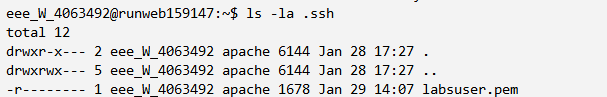 eee_W_4063492@runweb159147:~$ ls -la .ssh
total 12
drwxr-x--- 2 eee_W_4063492 apache 6144 Jan 28 17:27 .
drwxrwx--- 5 eee_W_4063492 apache 6144 Jan 28 17:27 ..
-r-------- 1 eee_W_4063492 apache 1678 Jan 29 14:07 labsuser.pem